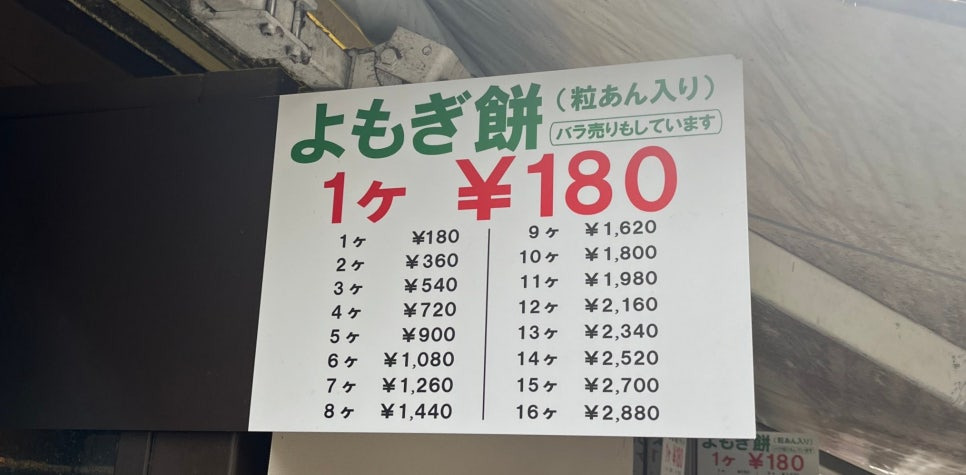 よもぎ餅 (粒あん入り)
バラ売りもしています
1ヶ ¥180
1ヶ ¥180
2ヶ ¥360
3ヶ ¥540
4ヶ ¥720
5ヶ ¥900
6ヶ ¥1,080
7ヶ ¥1,260
8ヶ ¥1,440
9ヶ ¥1,620
10ヶ ¥1,800
11ヶ ¥1,980
12ヶ ¥2,160
13ヶ ¥2,340
14ヶ ¥2,520
15ヶ ¥2,700
16ヶ ¥2,880
よもぎ餅 (粒あん入り)
1ヶ ¥180